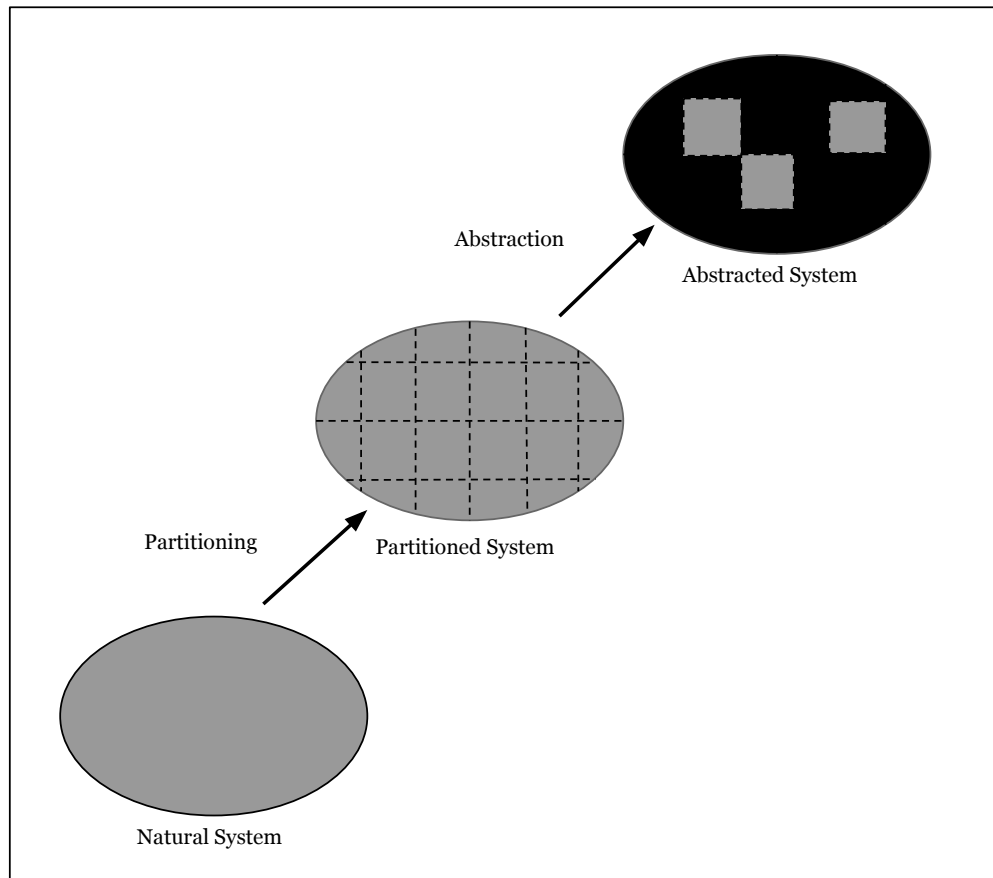 Abstraction
Abstracted System
Partitioning
Partitioned System
Natural System